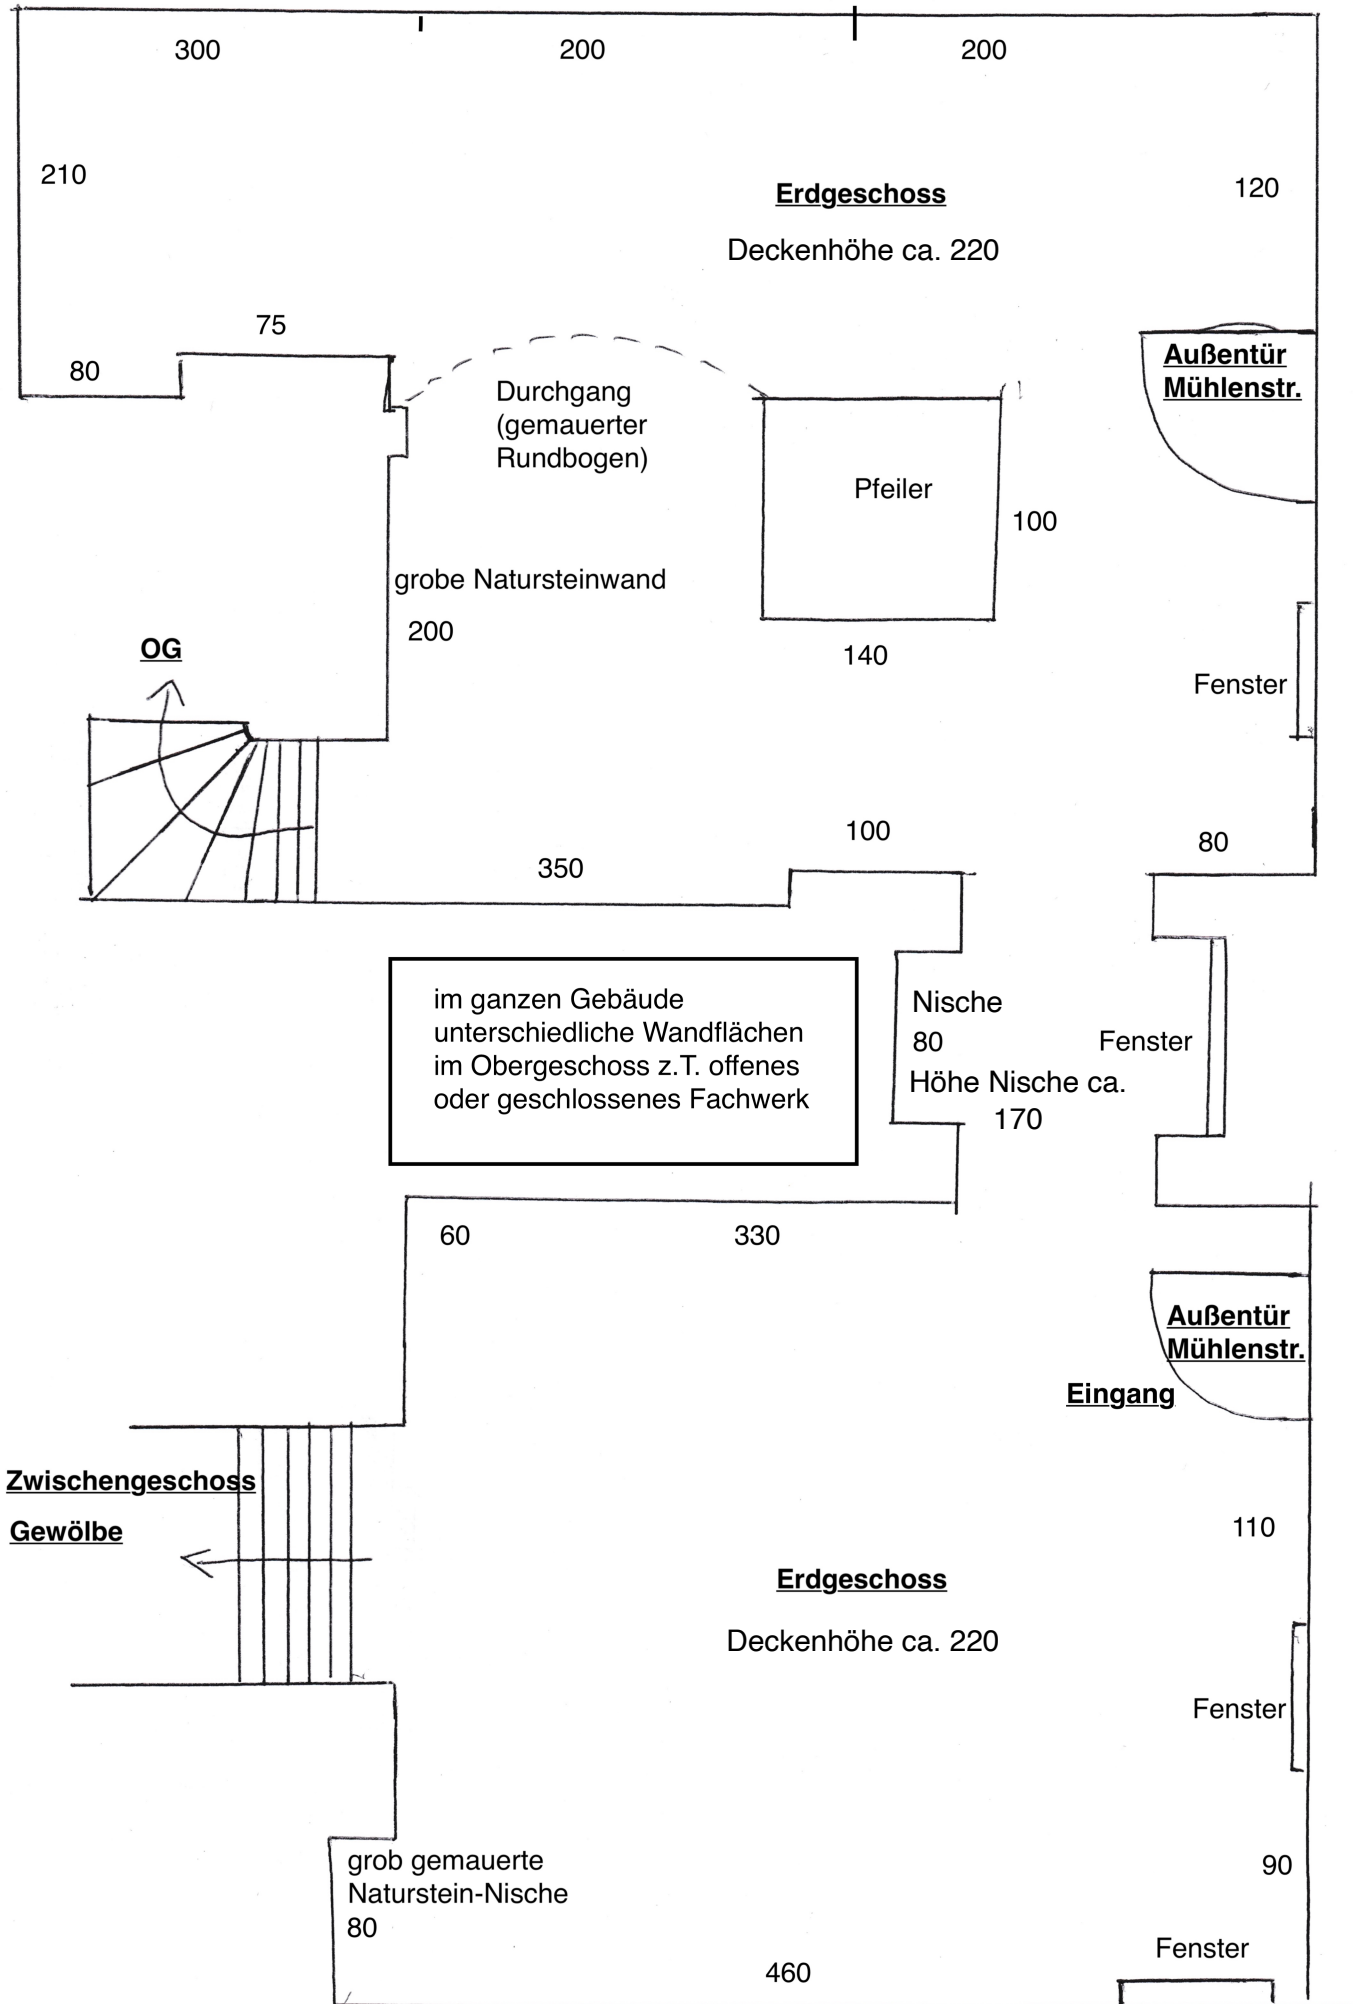 300
200
200
210
120
Erdgeschoss
Deckenhöhe ca. 220
75
80
Außentür
Mühlenstr.
Durchgang
(gemauerter
Rundbogen)
Pfeiler
100
grobe Natursteinwand
200
OG
140
Fenster
100
80
350
im ganzen Gebäude
unterschiedliche Wandflächen
im Obergeschoss z.T. offenes
oder geschlossenes Fachwerk
Nische
80
Fenster
Höhe Nische ca.
170
60
330
Außentür
Mühlenstr.
Eingang
Zwischengeschoss
Gewölbe
110
Erdgeschoss
Deckenhöhe ca. 220
Fenster
grob gemauerte
Naturstein-Nische
80
90
Fenster
460